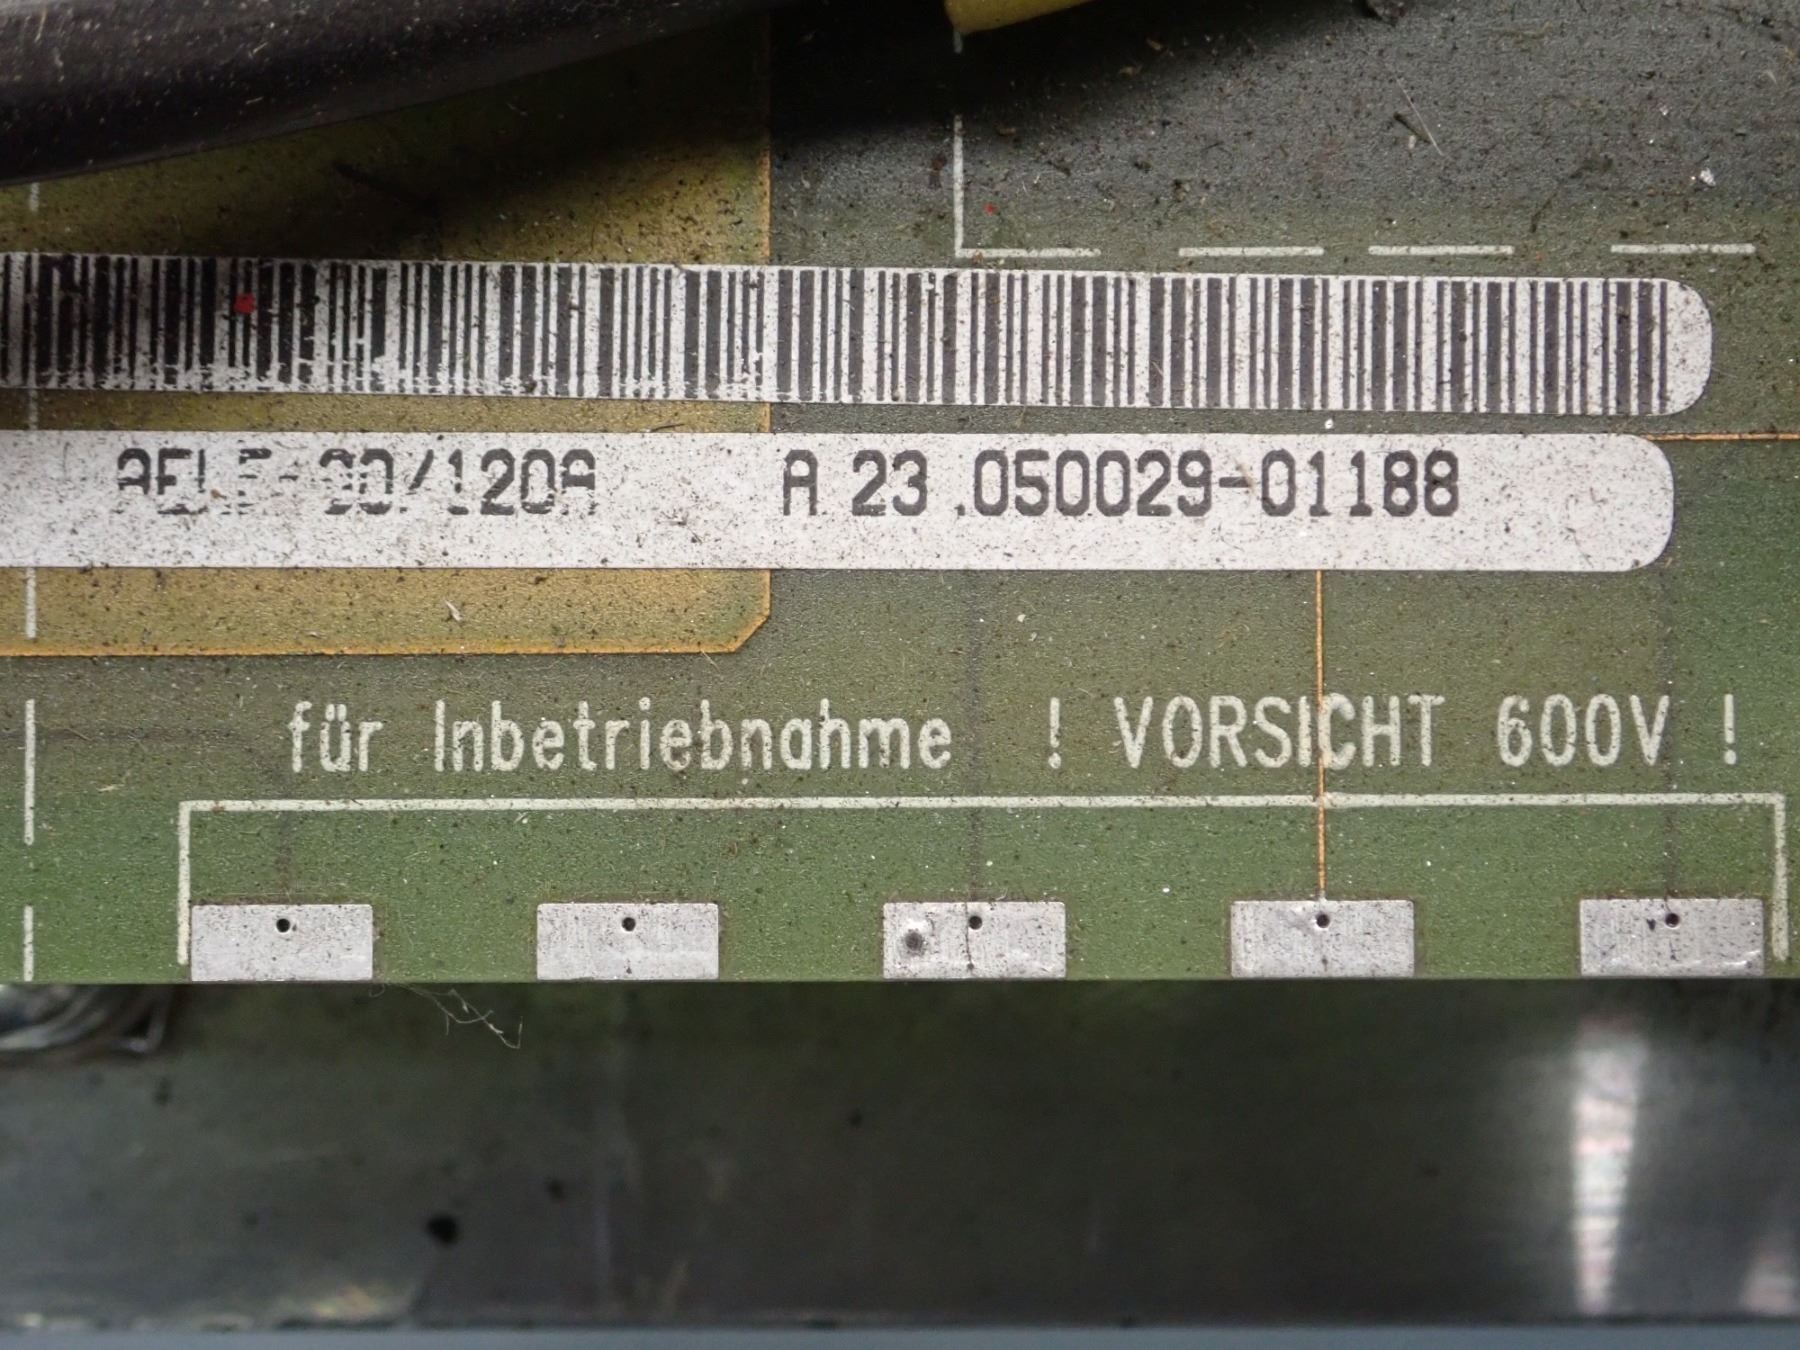 A 23.050029-01188
für Inbetriebnahme ! VORSICHT 600V !